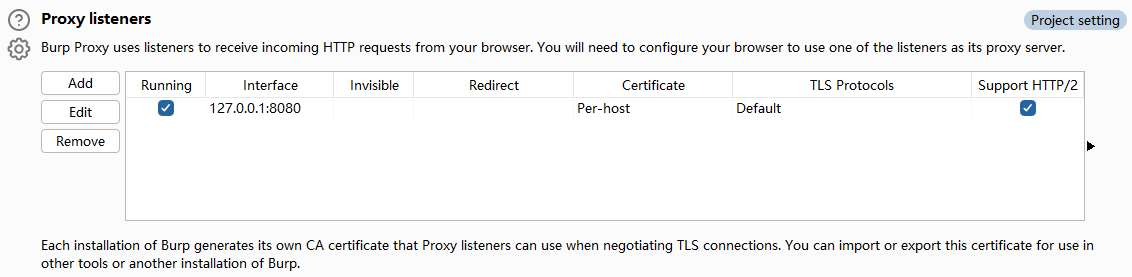 Proxy listeners
Project setting
Burp Proxy uses listeners to receive incoming HTTP requests from your browser. You will need to configure your browser to use one of the listeners as its proxy server.
Add
Edit
Remove
Running Interface Invisible Redirect Certificate TLS Protocols Support HTTP/2
127.0.0.1:8080 Per-host Default
Each installation of Burp generates its own CA certificate that Proxy listeners can use when negotiating TLS connections. You can import or export this certificate for use in
other tools or another installation of Burp.